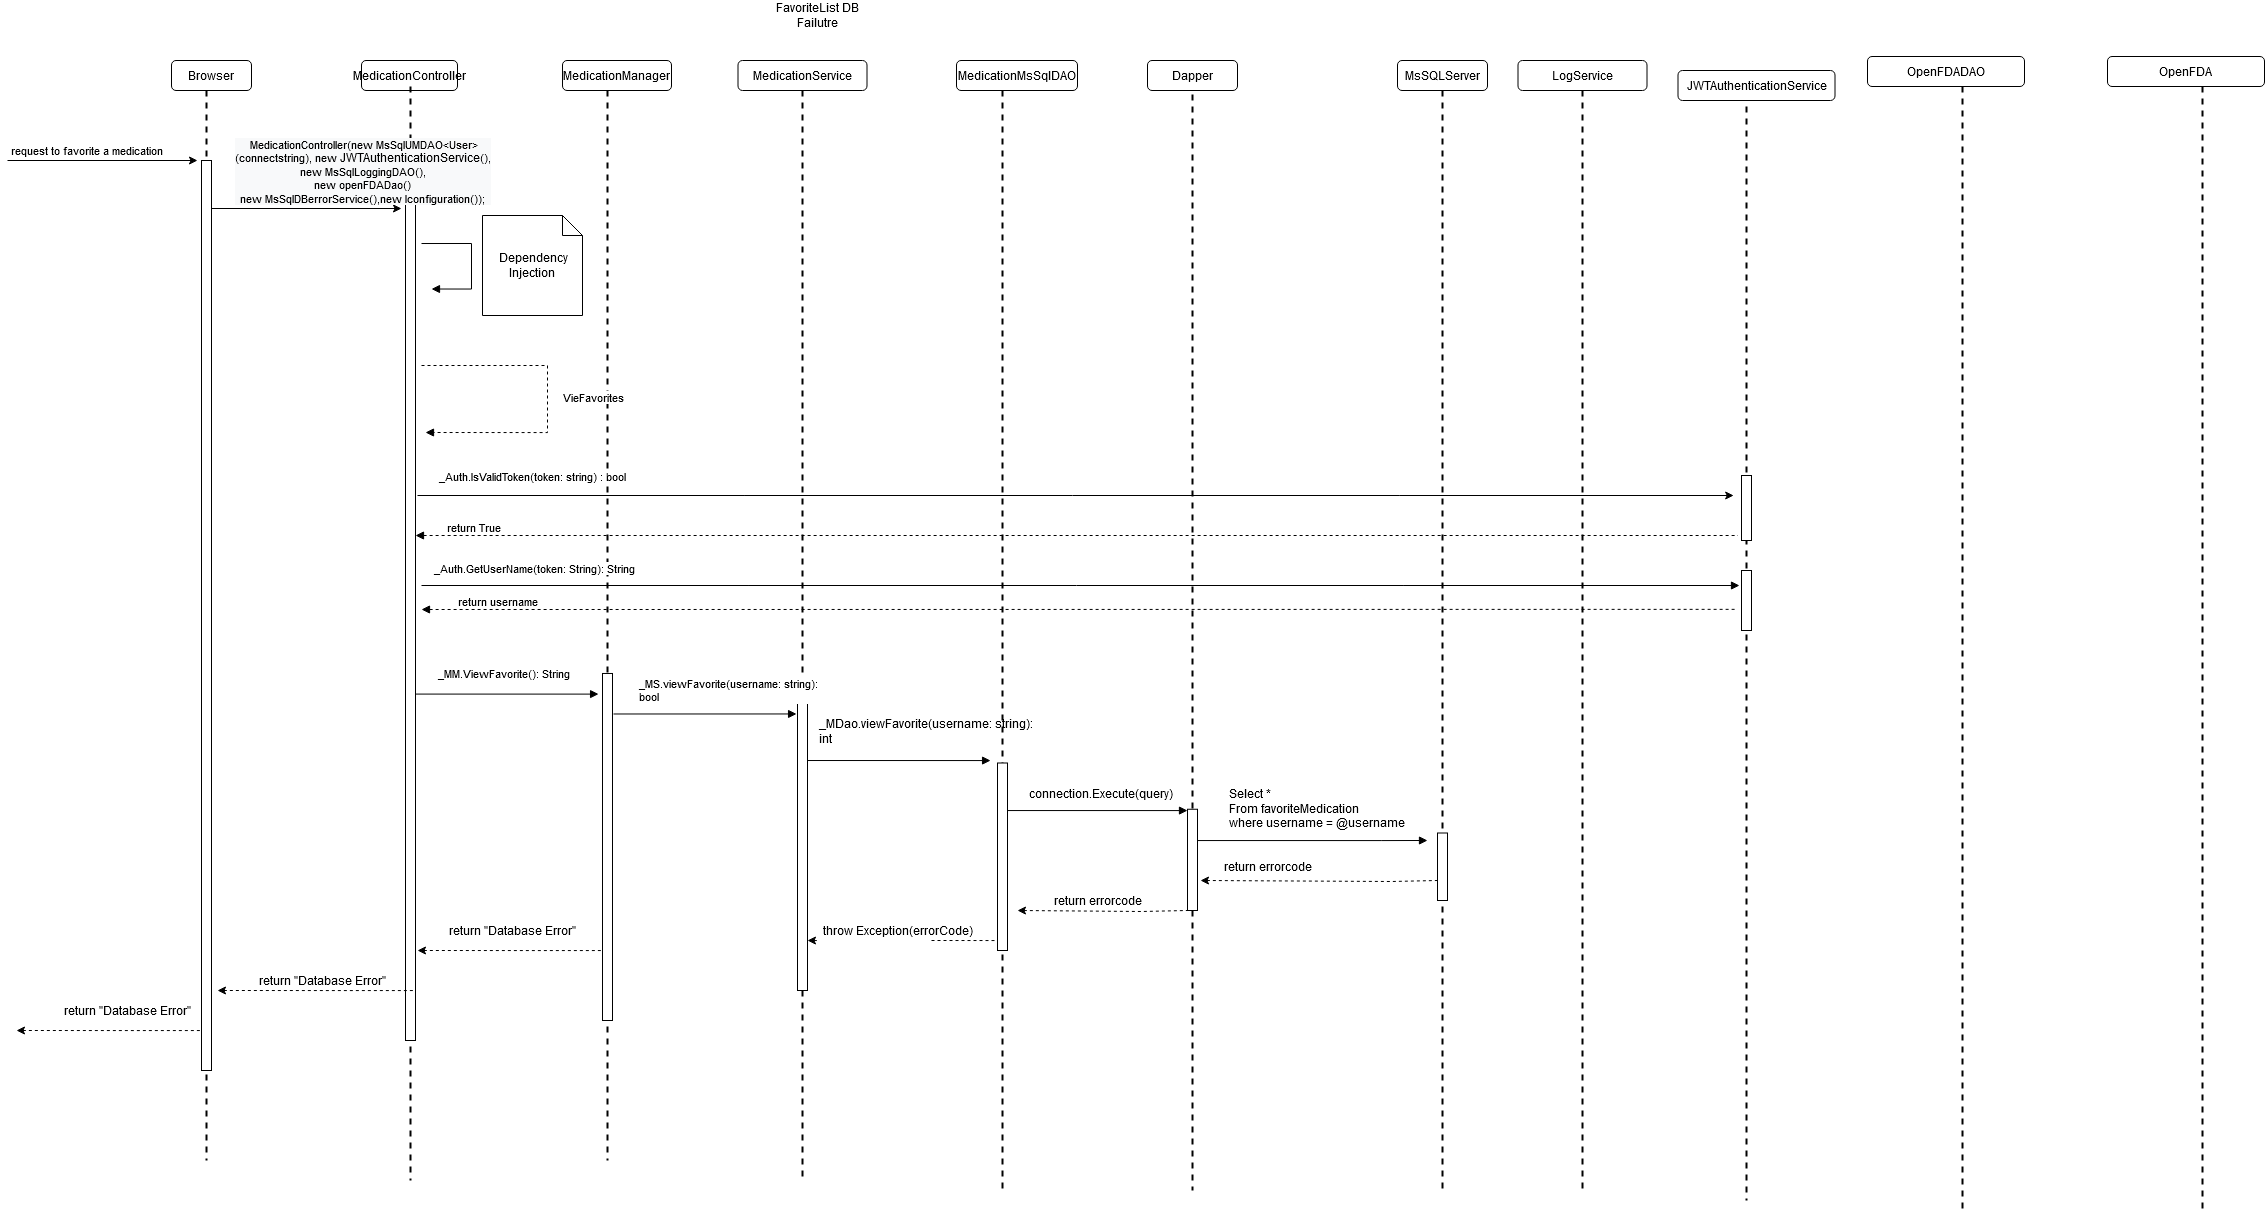 FavoriteList DB
Failutre
Browser
MedicationController
MedicationManager
MedicationService
MedicationMsSqlDAO
Dapper
MsSQLServer
LogService
JWTAuthenticationService
OpenFDADAO
OpenFDA
request to favorite a medication
MedicationController(new MsSqlUMDAO<User>
(connectstring), new JWTAuthenticationService(),
new MsSqlLoggingDAO(),
new openFDADao()
new MsSqlDBerrorService(),new Iconfiguration());
Dependency
Injection
VieFavorites
_Auth.IsValidToken(token: string) : bool
return True
_Auth.GetUserName(token: String): String
return username
_MM.ViewFavorite(): String
_MS.viewFavorite(username: string):
bool
_MDao.viewFavorite(username: string):
int
connection.Execute(query)
Select *
From favoriteMedication
where username = @username
return errorcode
return errorcode
throw Exception(errorCode)
return "Database Error"
return "Database Error"
return "Database Error"